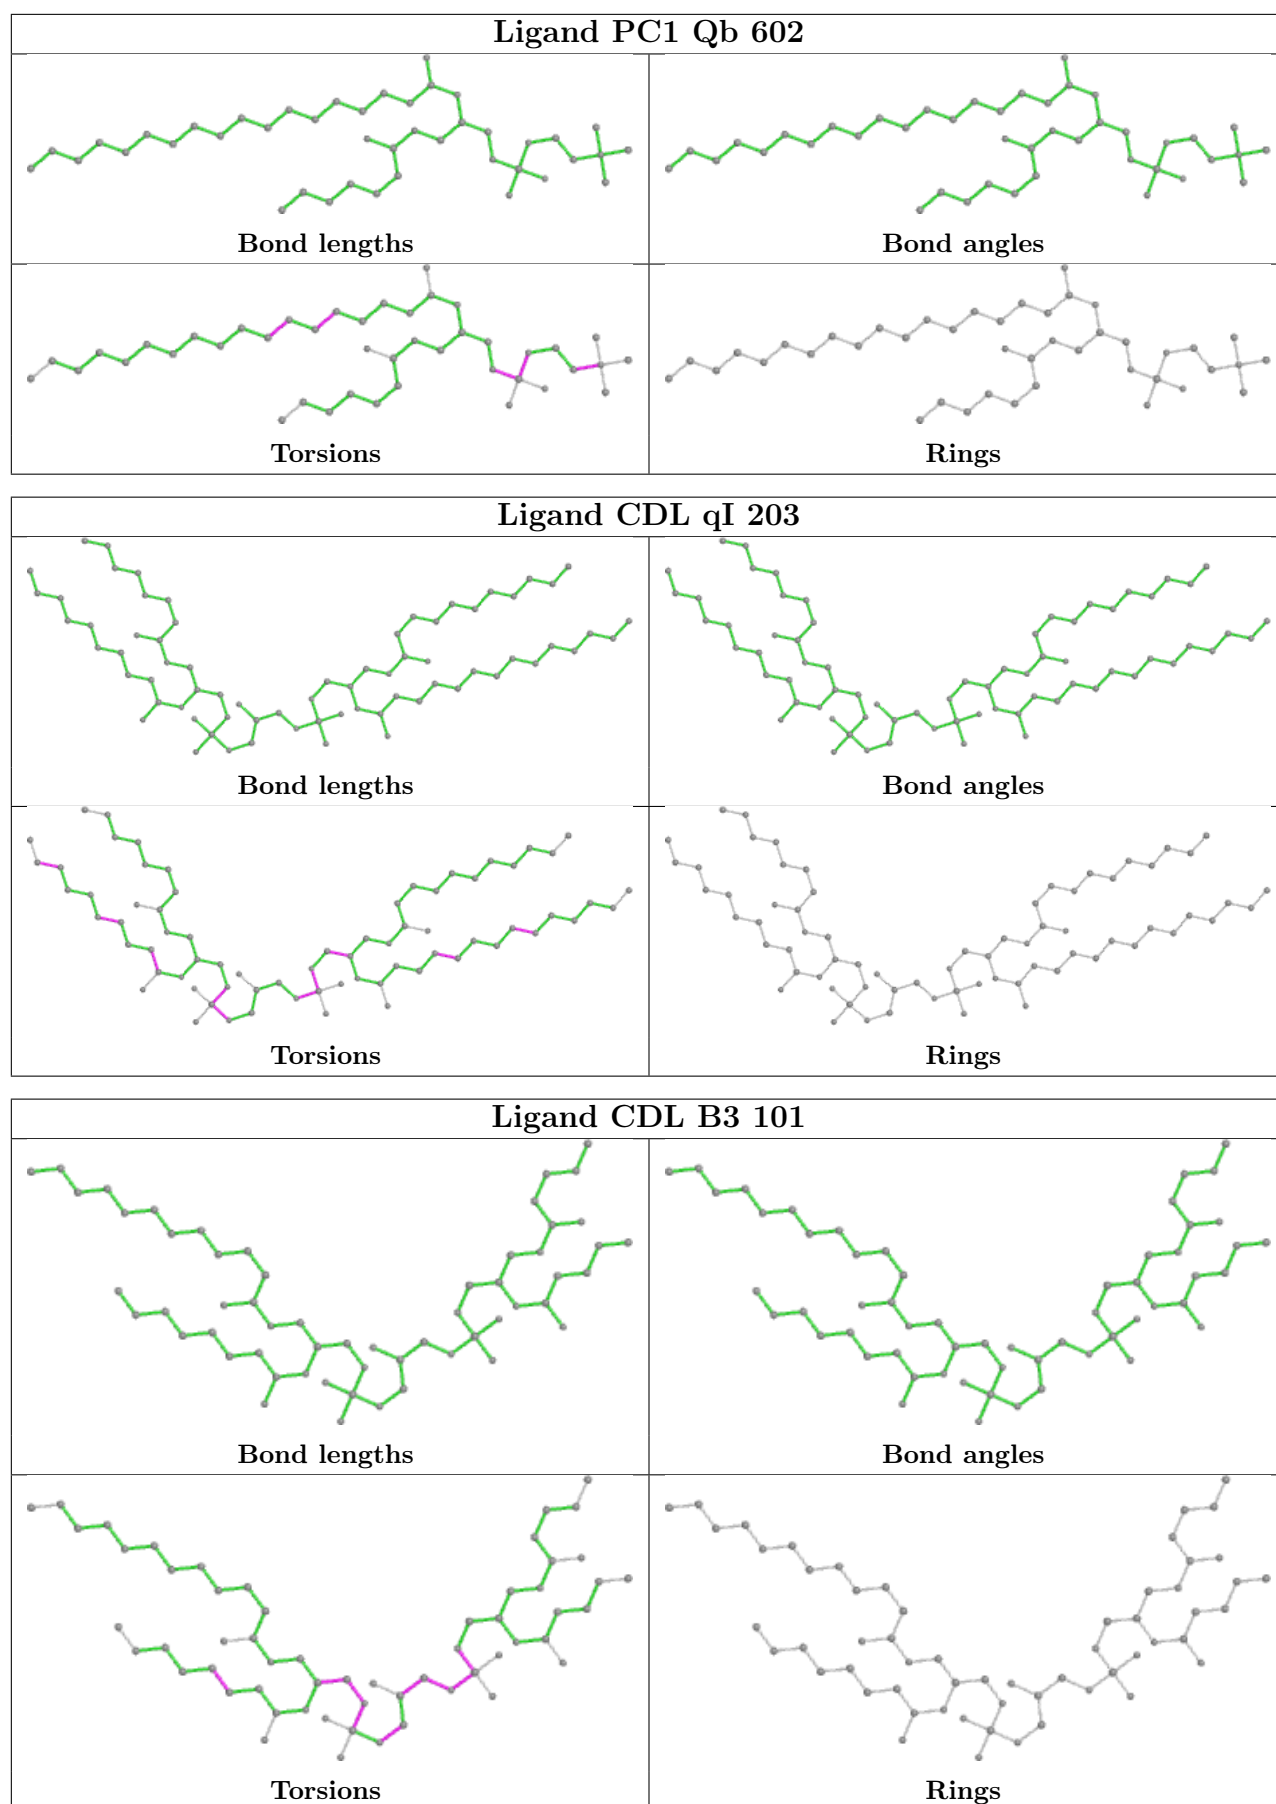 Ligand PC1 Qb 602
Bond lengths
Bond angles
Torsions
Rings
Ligand CDL qI 203
Bond lengths
Bond angles
Torsions
Rings
Ligand CDL B3 101
Bond lengths
Bond angles
Torsions
Rings